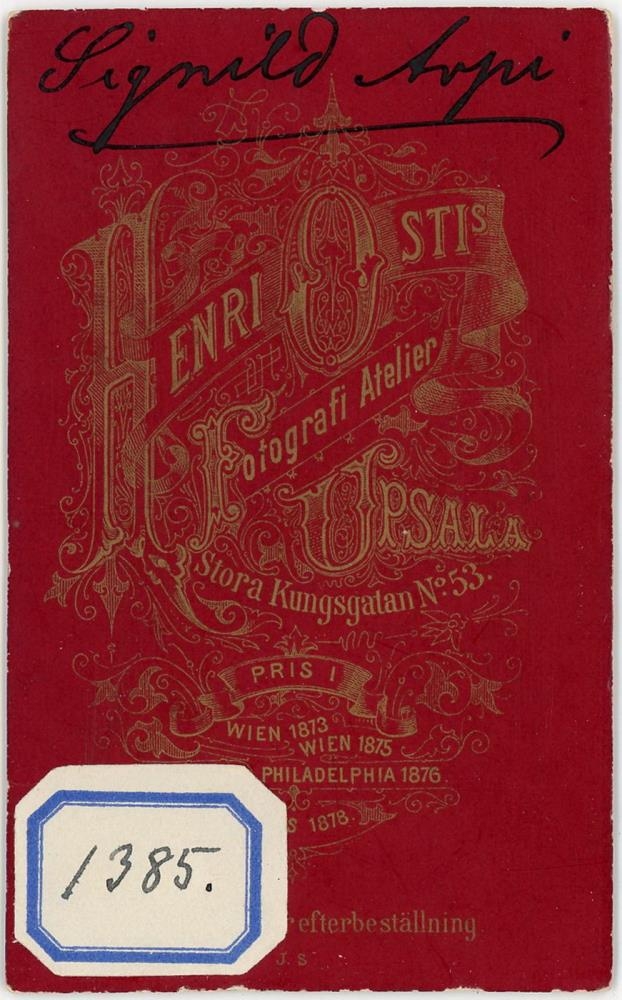 Signild Arpi
HENRI OSTIS
Fotografi Atelier
UPSALA
Stora Kungsgatan No. 53.
PRIS I
WIEN 1873
WIEN 1875
PHILADELPHIA 1876.
1878.
1385.
efterbeställning
J. S